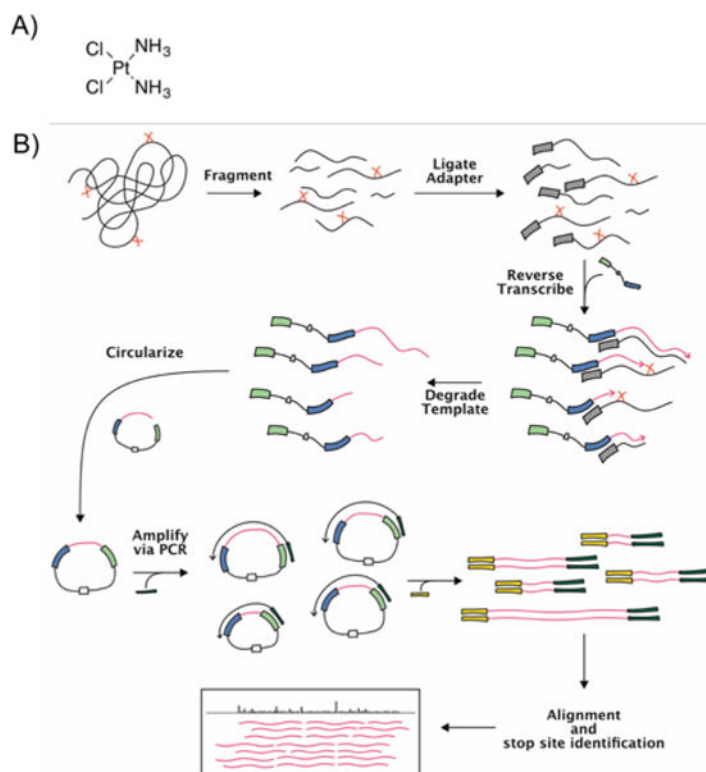 A)
Cl NH3
Pt
Cl NH3
B)
Fragment
Ligate
Adapter
Reverse
Transcribe
Circularize
Degrade
Template
Amplify
via PCR
Alignment
and
stop site identification